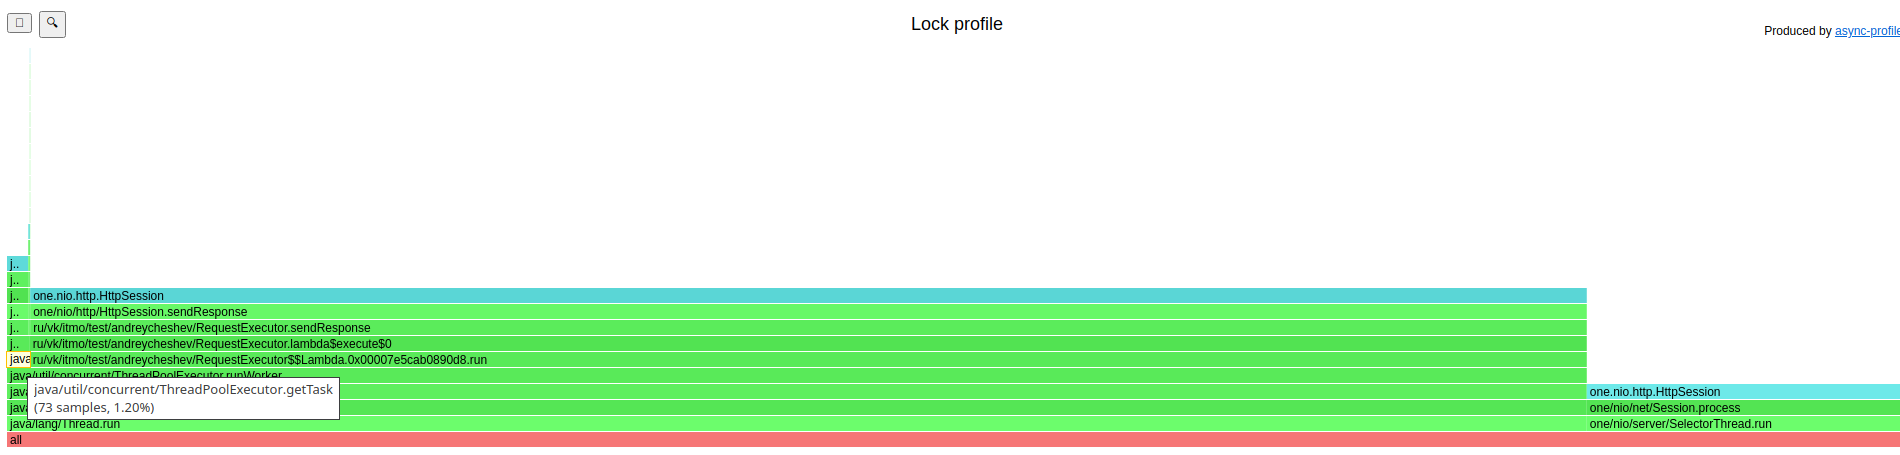 🔍
Lock profile
Produced by async-profile
j..
j..
j.. one.nio.http.HttpSession
j.. one/nio/http/HttpSession.sendResponse
j.. ru/vk/itmo/test/andreycheshev/RequestExecutor.sendResponse
j.. ru/vk/itmo/test/andreycheshev/RequestExecutor.lambda$execute$0
java ru/vk/itmo/test/andreycheshev/RequestExecutor$$Lambda.0x00007e5cab0890d8.run
java/util/concurrent/ThreadPoolExecutor.runWorker
java/util/concurrent/ThreadPoolExecutor.getTask
(73 samples, 1.20%)
java one.nio.http.HttpSession
java one/nio/net/Session.process
java/lang/Thread.run one/nio/server/SelectorThread.run
all